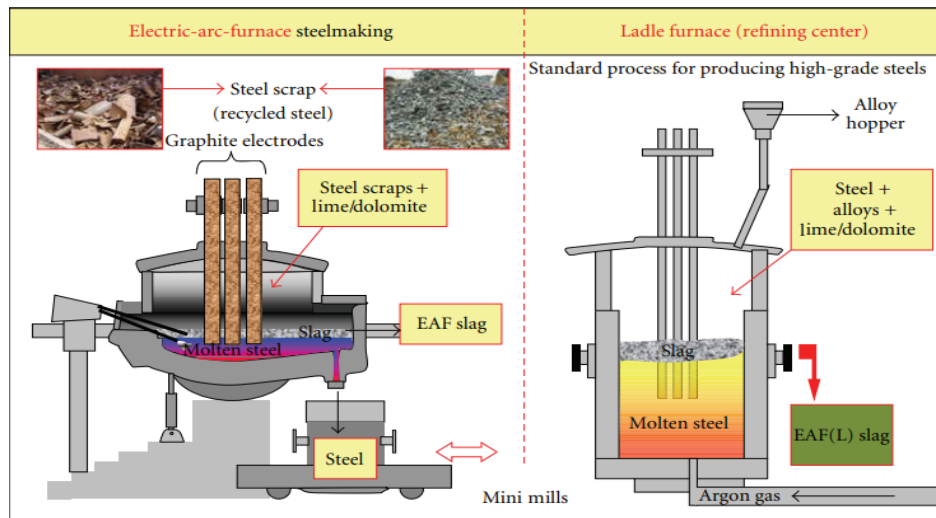 Electric-arc-furnace steelmaking
Ladle furnace (refining center)
Steel scrap
(recycled steel)
Graphite electrodes
Steel scraps +
lime/dolomite
Slag
EAF slag
Molten steel
Steel
Mini mills
Standard process for producing high-grade steels
Alloy
hopper
Steel +
alloys +
lime/dolomite
Slag
Molten steel
EAF(L) slag
Argon gas